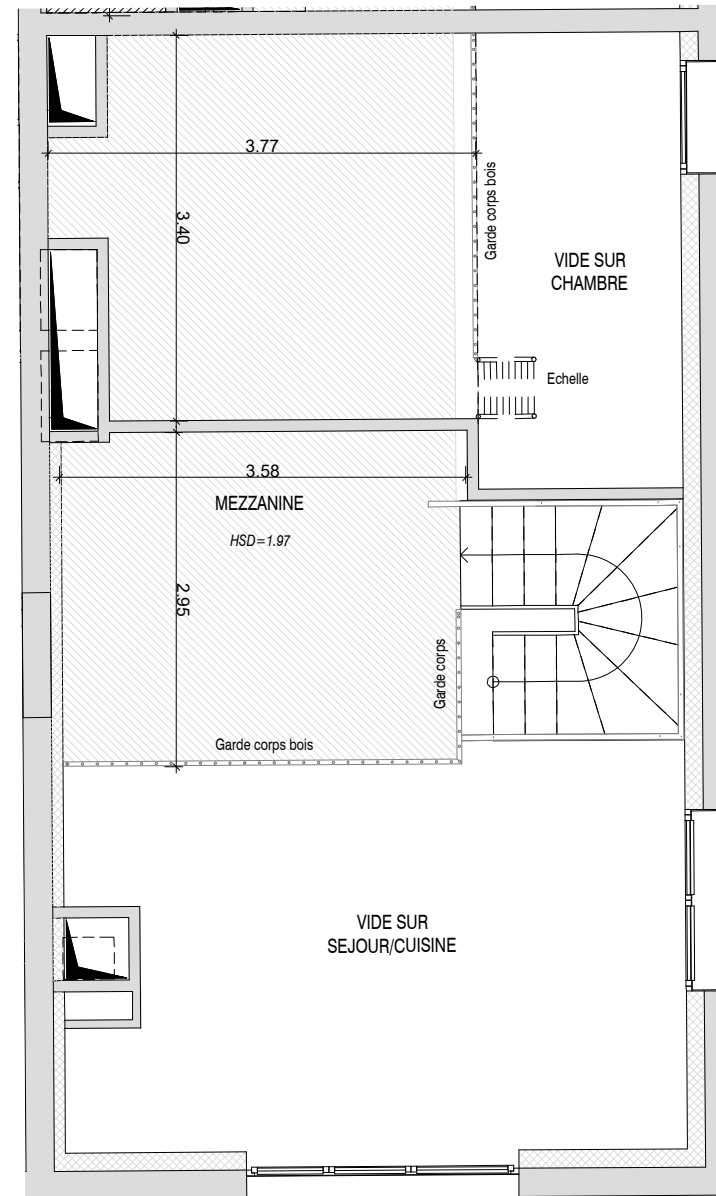 3.77
3.40
Garde corps bois
VIDE SUR
CHAMBRE
Echelle
3.58
MEZZANINE
HSD=1.97
2.95
Garde corps
Garde corps bois
VIDE SUR
SEJOUR/CUISINE